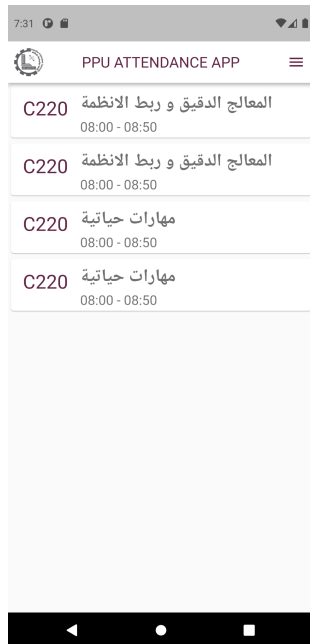 7:31
PPU ATTENDANCE APP
C220
المعالج الدقيق و ربط الانظمة
08:00 - 08:50
C220
المعالج الدقيق و ربط الانظمة
08:00 - 08:50
C220
مهارات حياتية
08:00 - 08:50
C220
مهارات حياتية
08:00 - 08:50